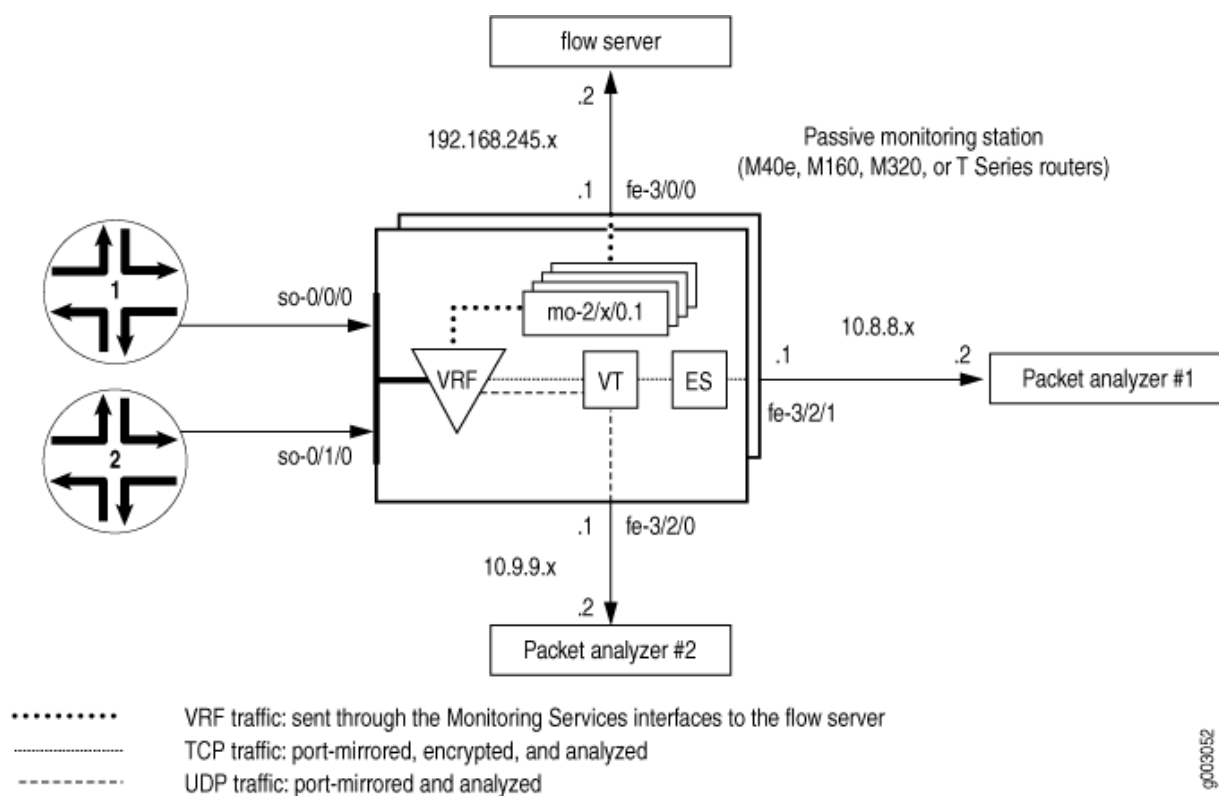 flow server
.2
192.168.245.x
Passive monitoring station
(M40e, M160, M320, or T Series routers)
.1 fe-3/0/0
1
so-0/0/0
mo-2/x/0.1
10.8.8.x
VRF
VT
ES
.1
.2
Packet analyzer #1
fe-3/2/1
2
so-0/1/0
.1 fe-3/2/0
10.9.9.x
.2
Packet analyzer #2
VRF traffic: sent through the Monitoring Services interfaces to the flow server
TCP traffic: port-mirrored, encrypted, and analyzed
UDP traffic: port-mirrored and analyzed
g003052